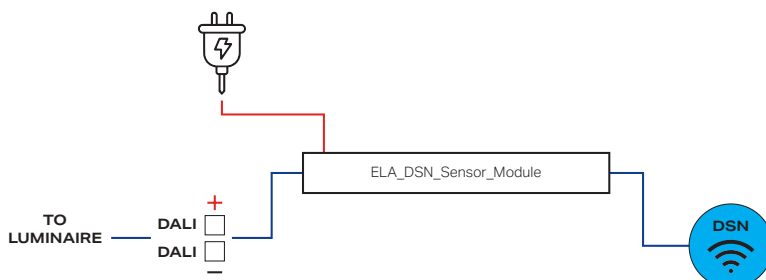 ELA_DSN_Sensor_Module
+
TO
LUMINAIRE
DALI
DALI
−
DSN